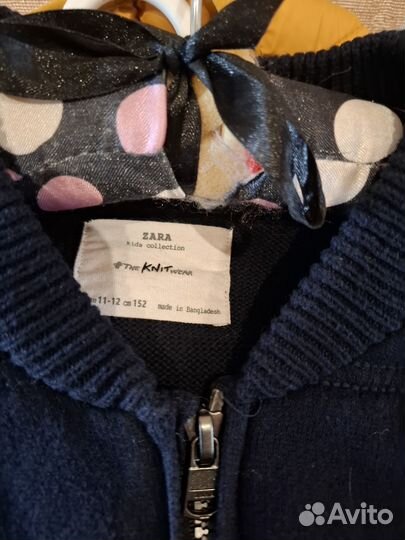 ZARA
kids collection
#THE KNITWEAR
11-12 cm 152
made in Bangladesh
Avito